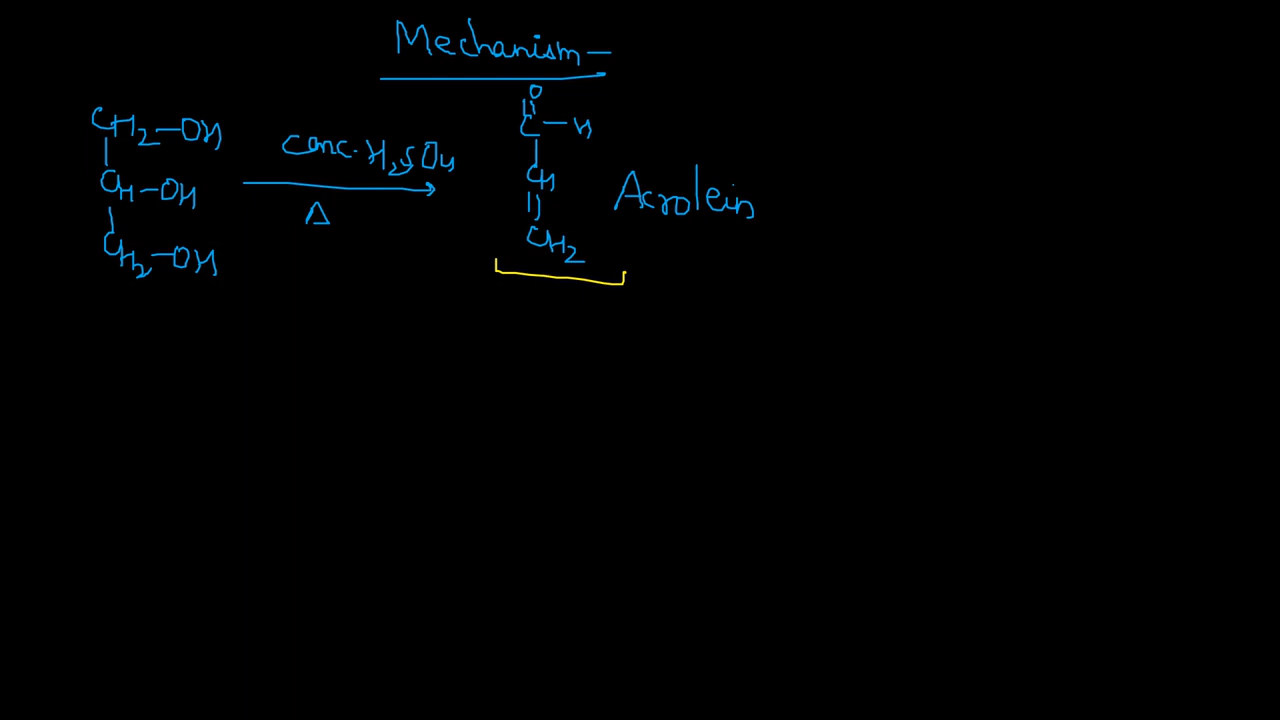 Mechanism —
O
||
CH2—OH
C—H
conc. H2SO4
|
|
CH—OH
CH
Δ
Acrolein
|
||
CH2—OH
CH2